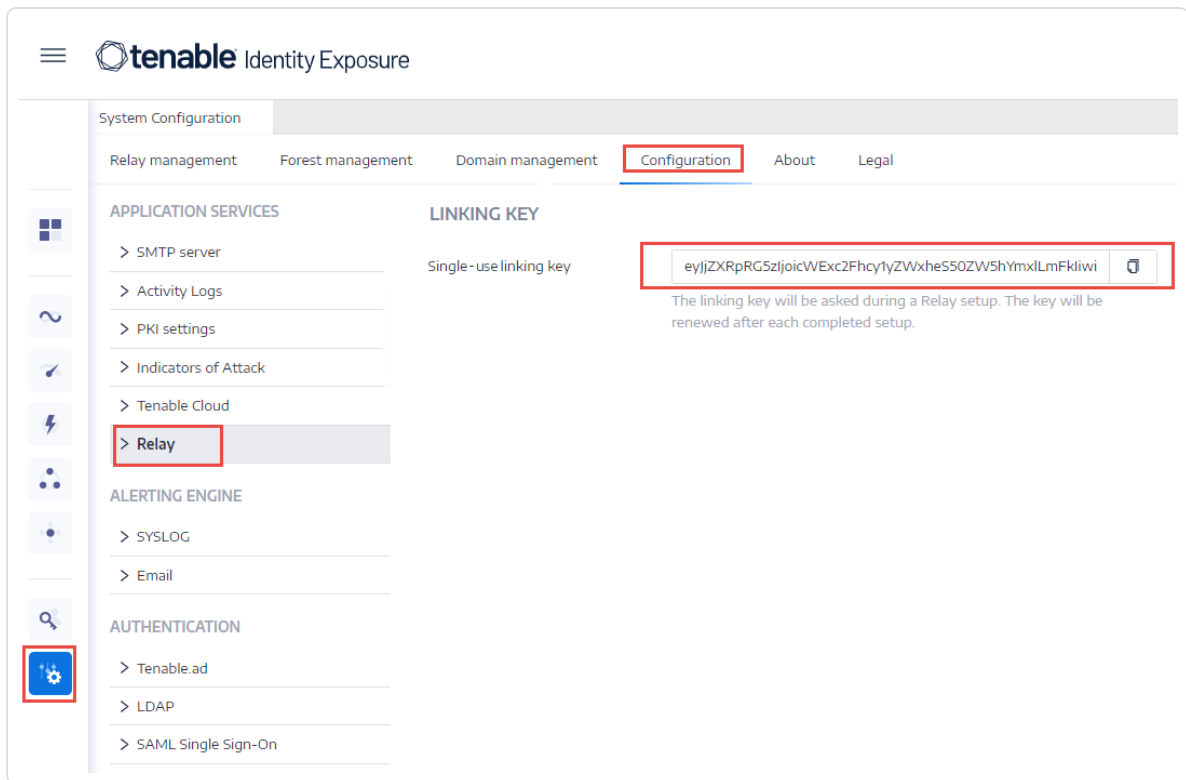 tenable Identity Exposure
System Configuration
Relay management Forest management Domain management Configuration About Legal
APPLICATION SERVICES
SMTP server
Activity Logs
PKI settings
Indicators of Attack
Tenable Cloud
Relay
ALERTING ENGINE
SYSLOG
Email
AUTHENTICATION
Tenable.ad
LDAP
SAML Single Sign-On
LINKING KEY
Single-use linking key
The linking key will be asked during a Relay setup. The key will be
renewed after each completed setup.